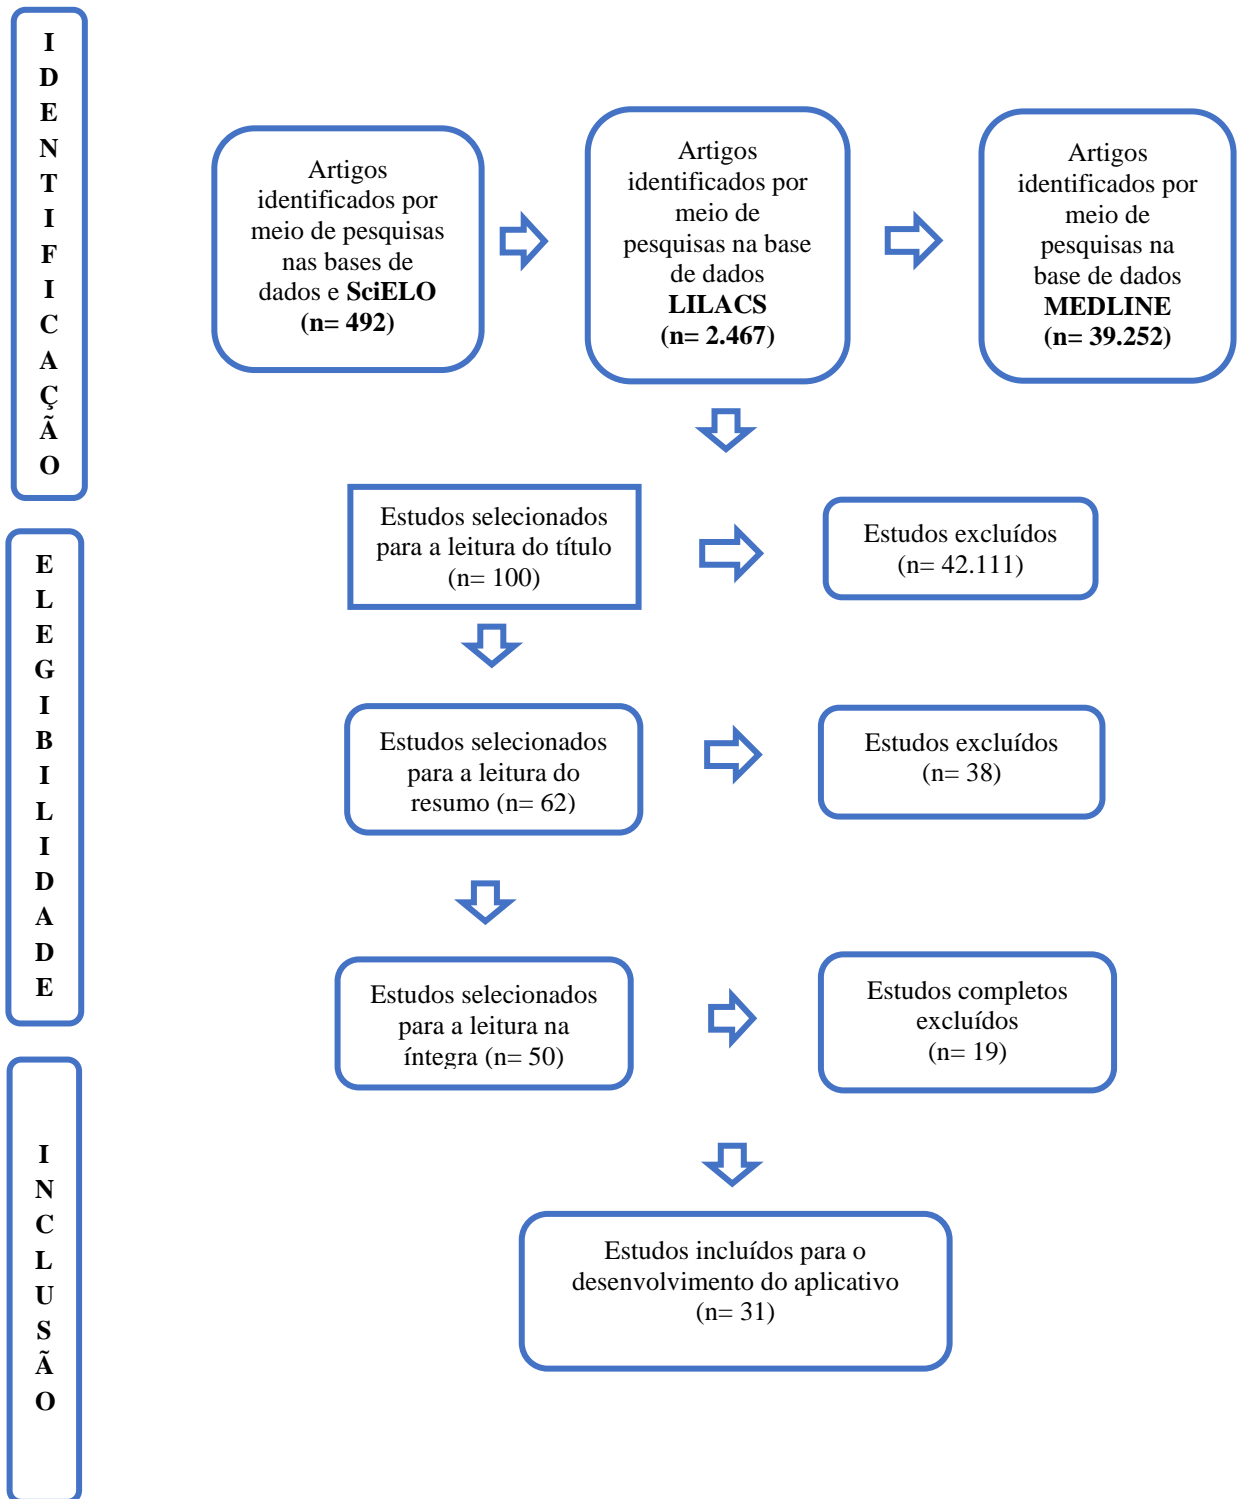 IDENTIFICAÇÃO
Artigos
identificados por
meio de pesquisas
nas bases de
dados e SciELO
(n= 492)
Artigos
identificados por
meio de
pesquisas na base
de dados
LILACS
(n= 2.467)
Artigos
identificados por
meio de
pesquisas na
base de dados
MEDLINE
(n= 39.252)
ELEGIBILIDADE
Estudos selecionados
para a leitura do título
(n= 100)
Estudos excluídos
(n= 42.111)
Estudos selecionados
para a leitura do
resumo (n= 62)
Estudos excluídos
(n= 38)
Estudos selecionados
para a leitura na
íntegra (n= 50)
Estudos completos
excluídos
(n= 19)
INCLUSÃO
Estudos incluídos para o
desenvolvimento do aplicativo
(n= 31)